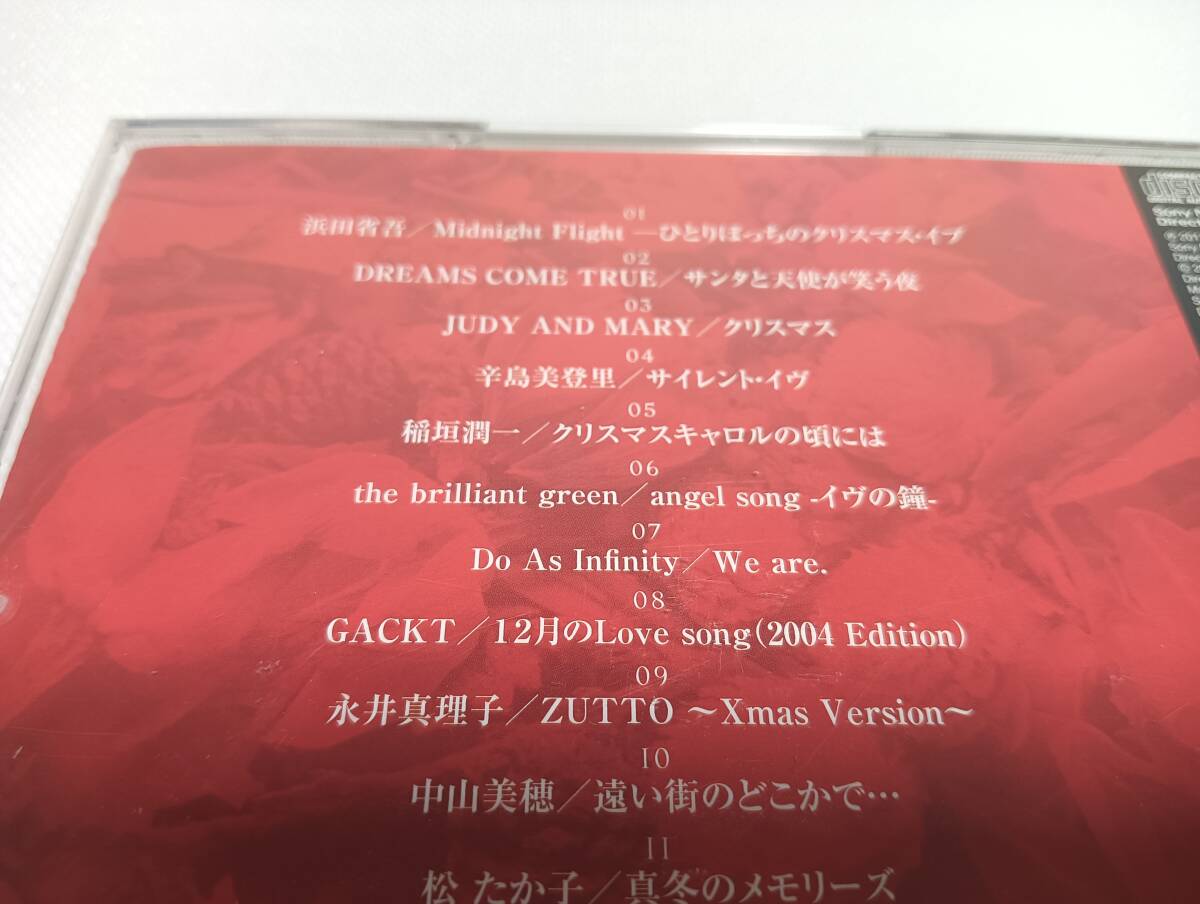 01
浜田省吾／Midnight Flight —ひとりぼっちのクリスマス・イブ
02
DREAMS COME TRUE／サンタと天使が笑う夜
03
JUDY AND MARY／クリスマス
04
辛島美登里／サイレント・イヴ
05
稲垣潤一／クリスマスキャロルの頃には
06
the brilliant green／angel song -イヴの鐘-
07
Do As Infinity／We are.
08
GACKT／12月のLove song(2004 Edition)
09
永井真理子／ZUTTO ～Xmas Version～
10
中山美穂／遠い街のどこかで…
11
松 たか子／真冬のメモリーズ
Sony